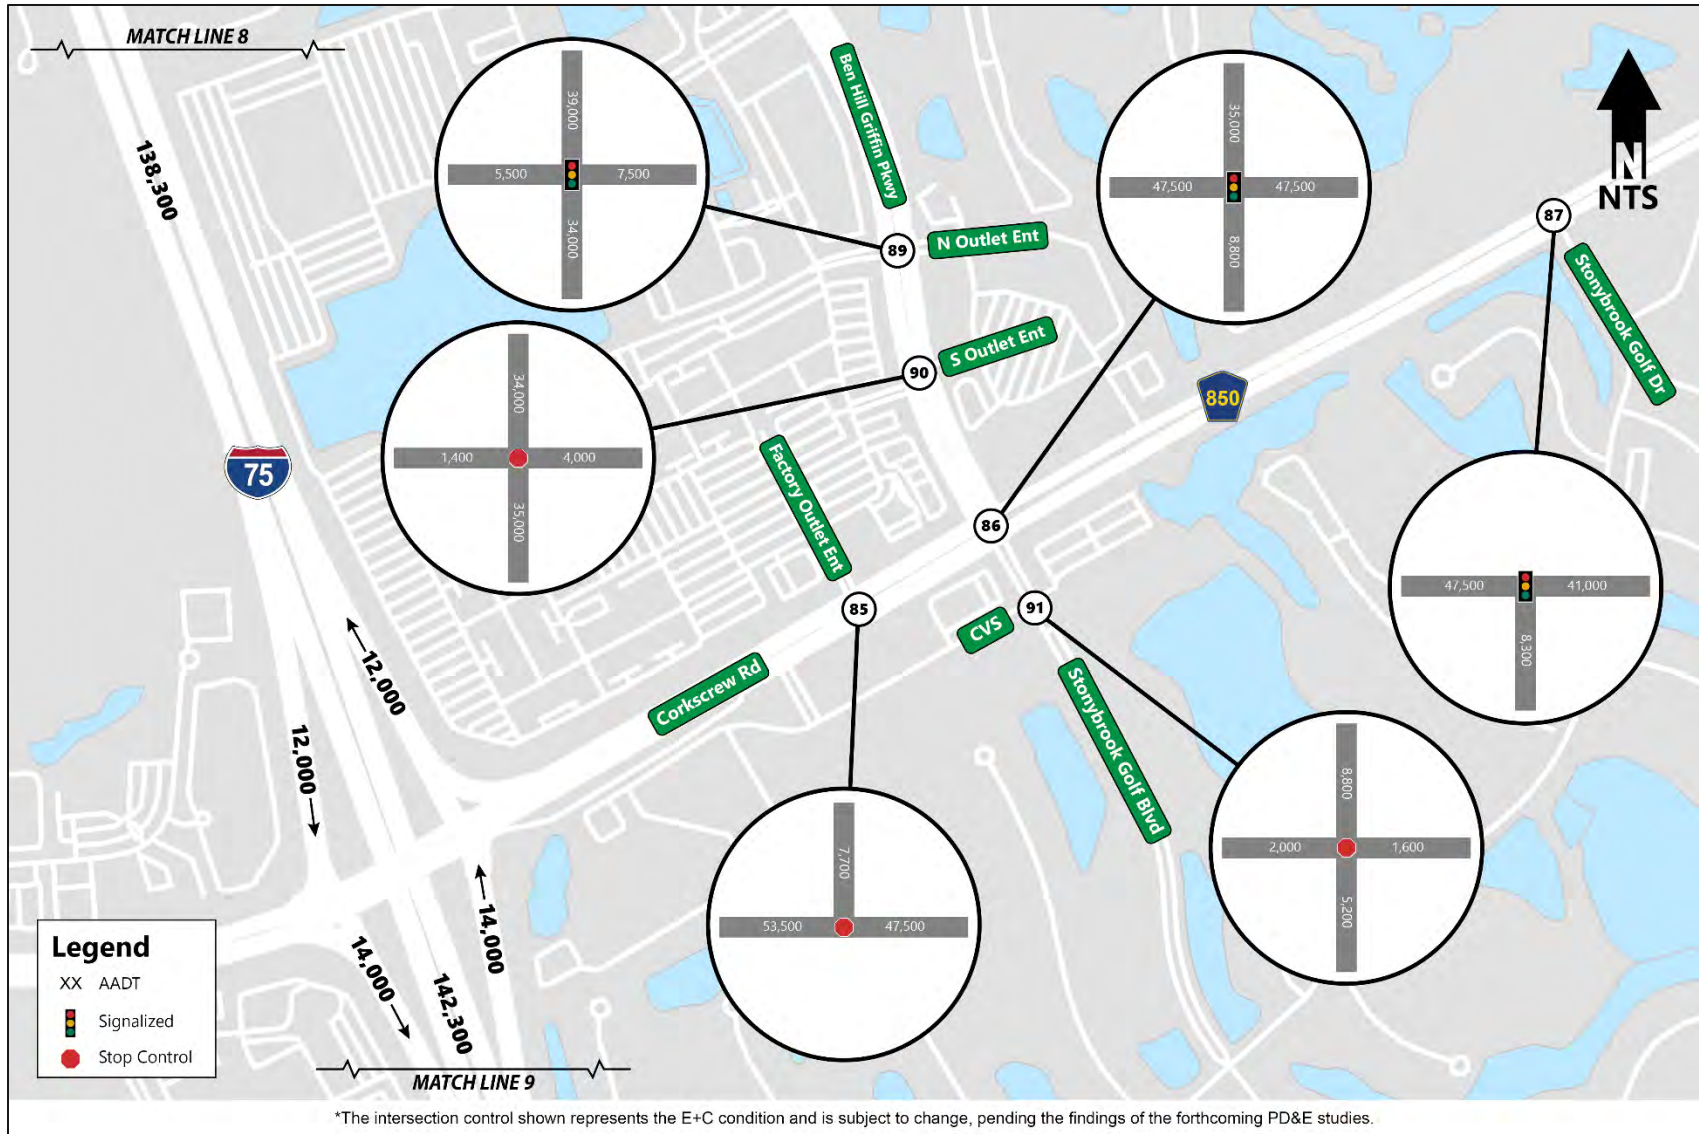 MATCH LINE 8
138,300
39,000
5,500
7,500
34,000
Ben Hill Griffin Pkwy
35,000
47,500
47,500
8,800
N
NTS
89
N Outlet Ent
87
Stonybrook Golf Dr
34,000
1,400
4,000
35,000
90
S Outlet Ent
850
75
Factory Outlet Ent
86
47,500
41,000
8,300
85
CVS
91
Corkscrew Rd
Stonybrook Golf Blvd
12,000
12,000
7,700
53,500
47,500
8,800
2,000
1,600
5,200
14,000
14,000
142,300
Legend
XX AADT
Signalized
Stop Control
MATCH LINE 9
*The intersection control shown represents the E+C condition and is subject to change, pending the findings of the forthcoming PD&E studies.